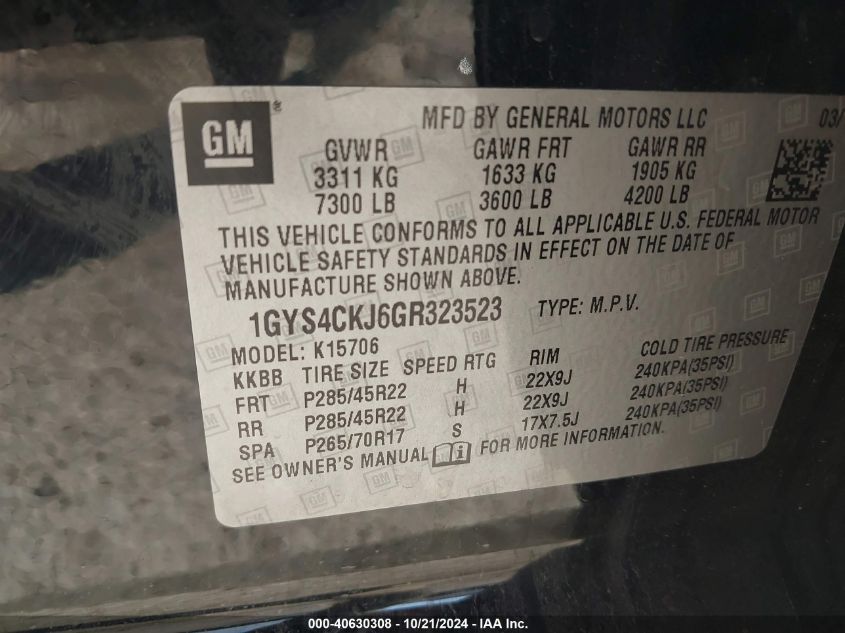 GM
MFD BY GENERAL MOTORS LLC
03/
GVWR GAWR FRT GAWR RR
3311 KG 1633 KG 1905 KG
7300 LB 3600 LB 4200 LB
THIS VEHICLE CONFORMS TO ALL APPLICABLE U.S. FEDERAL MOTOR
VEHICLE SAFETY STANDARDS IN EFFECT ON THE DATE OF
MANUFACTURE SHOWN ABOVE.
1GYS4CKJ6GR323523 TYPE: M.P.V.
MODEL: K15706
KKBB TIRE SIZE SPEED RTG RIM COLD TIRE PRESSURE
FRT P285/45R22 H 22X9J 240KPA(35PSI)
RR P285/45R22 H 22X9J 240KPA(35PSI)
SPA P265/70R17 S 17X7.5J 240KPA(35PSI)
SEE OWNER'S MANUAL FOR MORE INFORMATION.
000-40630308 - 10/21/2024 - IAA Inc.